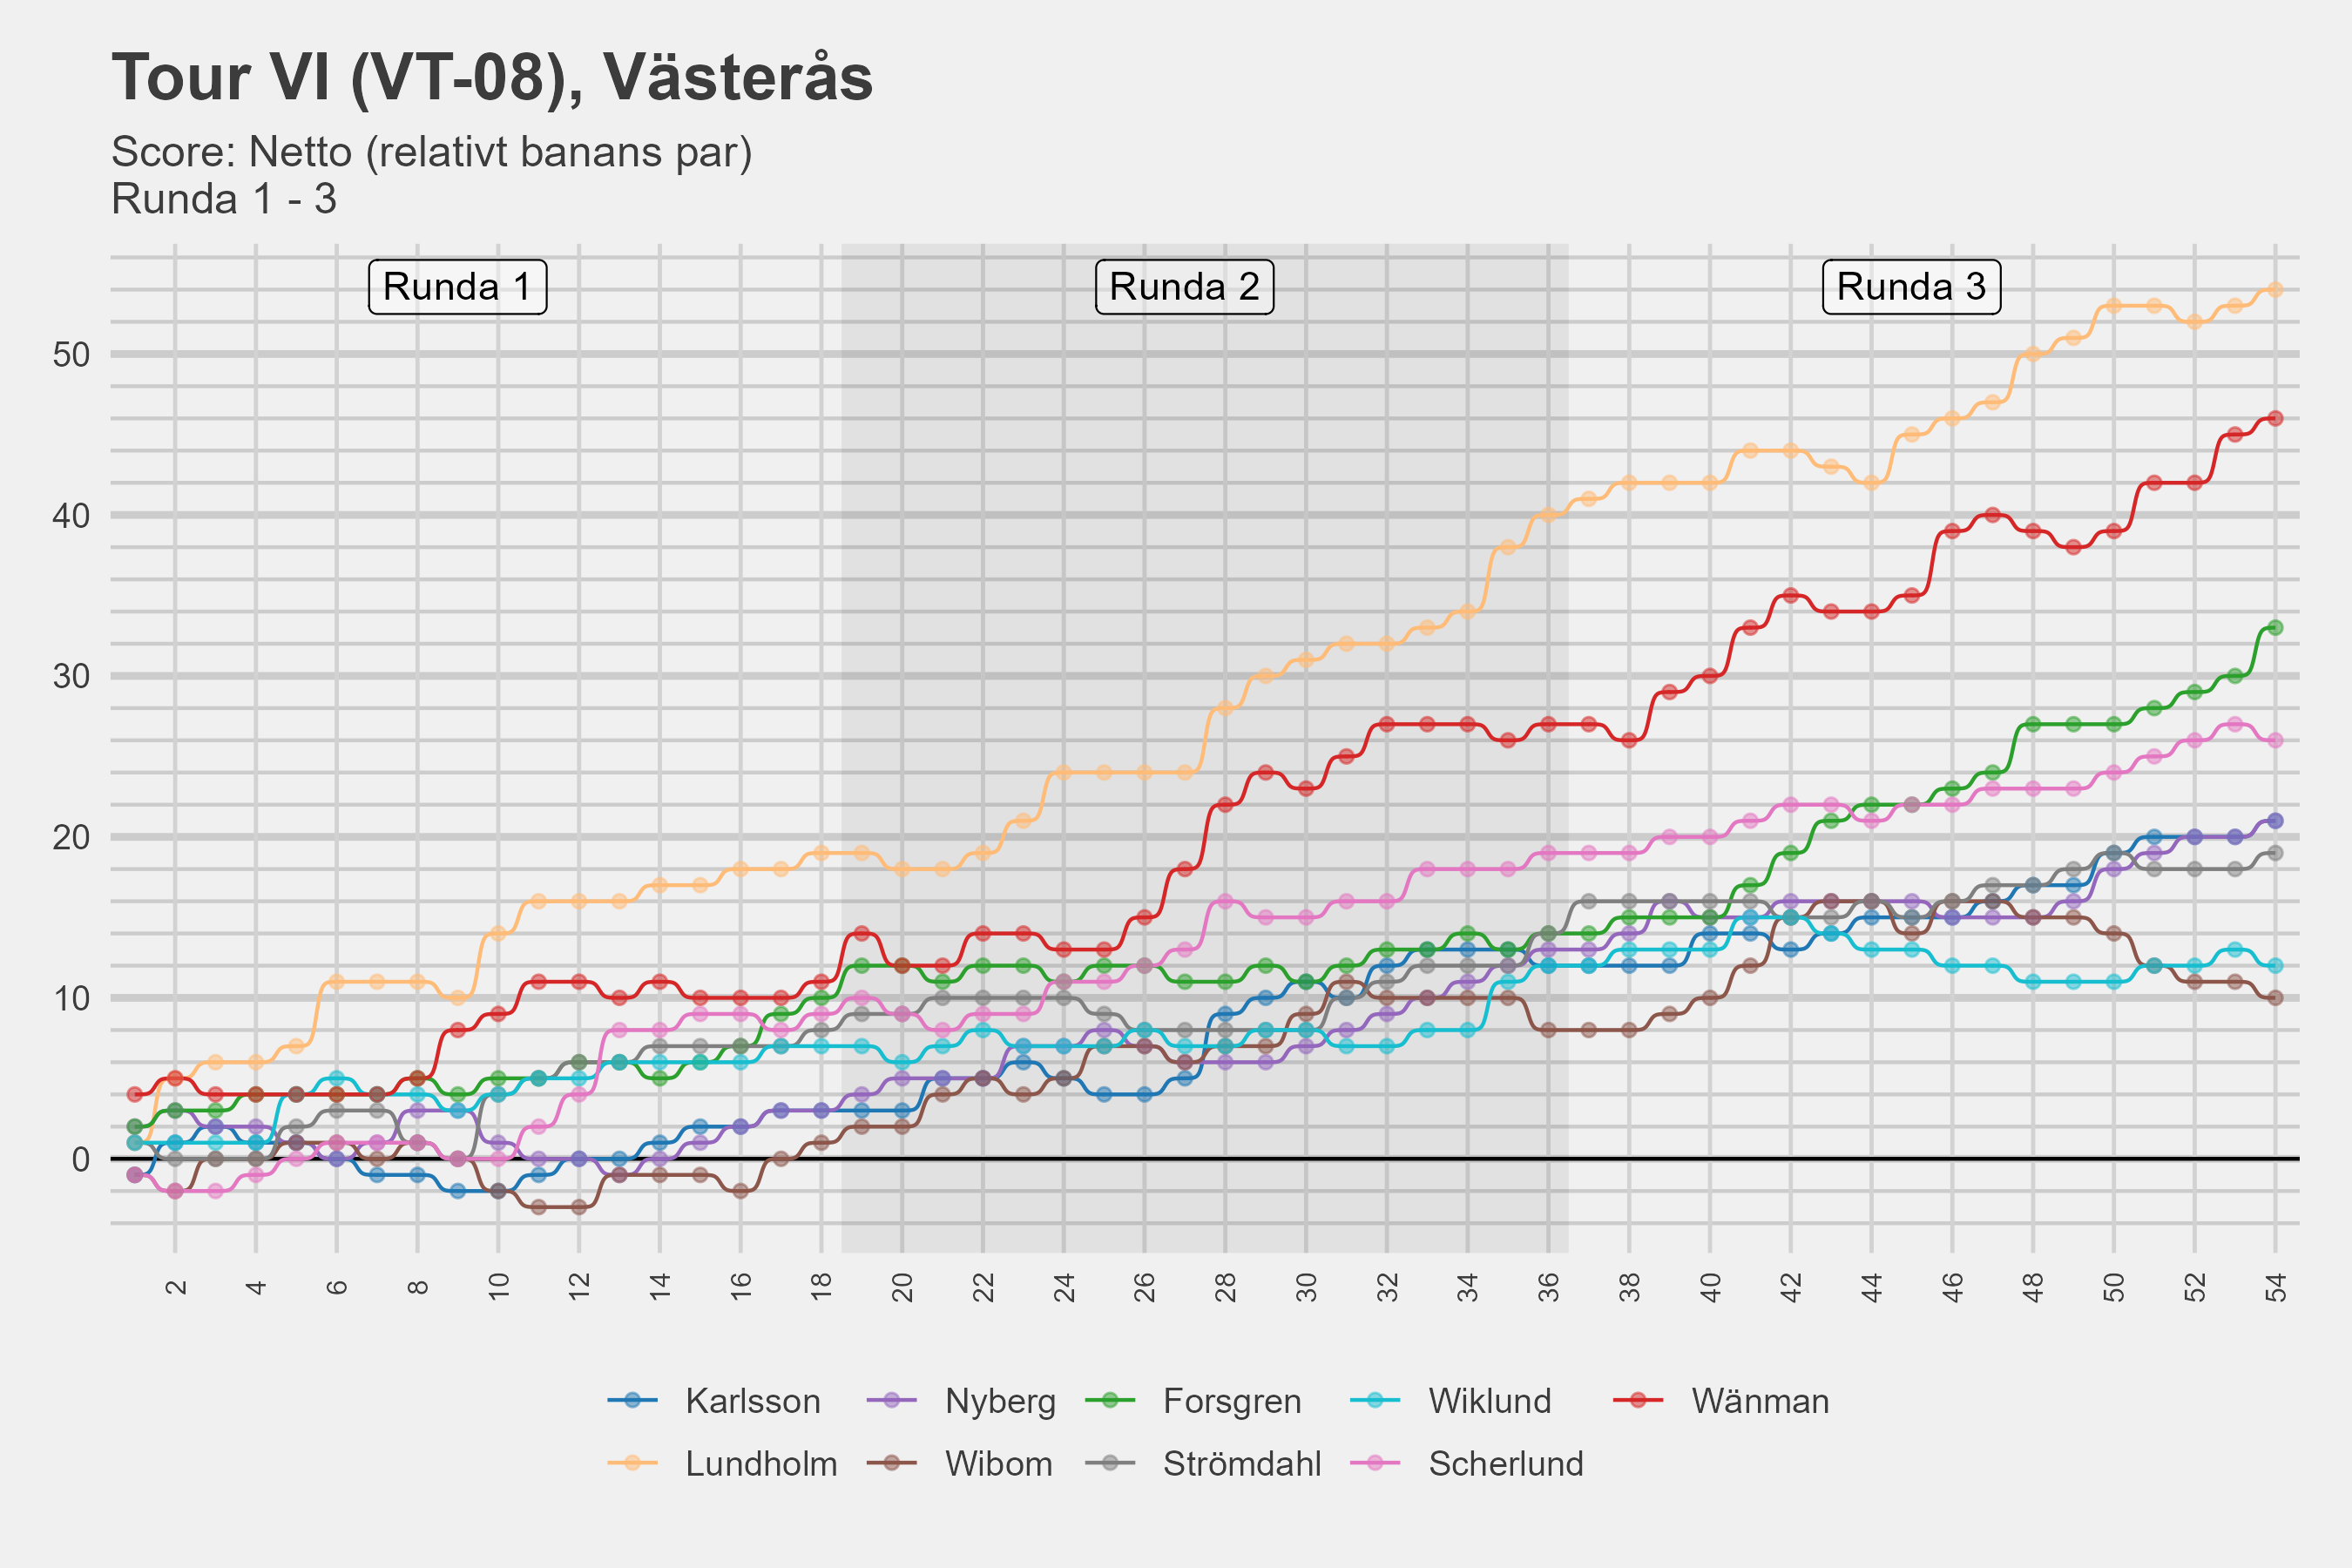 Tour VI (VT-08), Västerås
Score: Netto (relativt banans par)
Runda 1 - 3
Runda 1
Runda 2
Runda 3
50
40
30
20
10
0
2 4 6 8 10 12 14 16 18 20 22 24 26 28 30 32 34 36 38 40 42 44 46 48 50 52 54
Karlsson Nyberg Forsgren Wiklund Wänman
Lundholm Wibom Strömdahl Scherlund